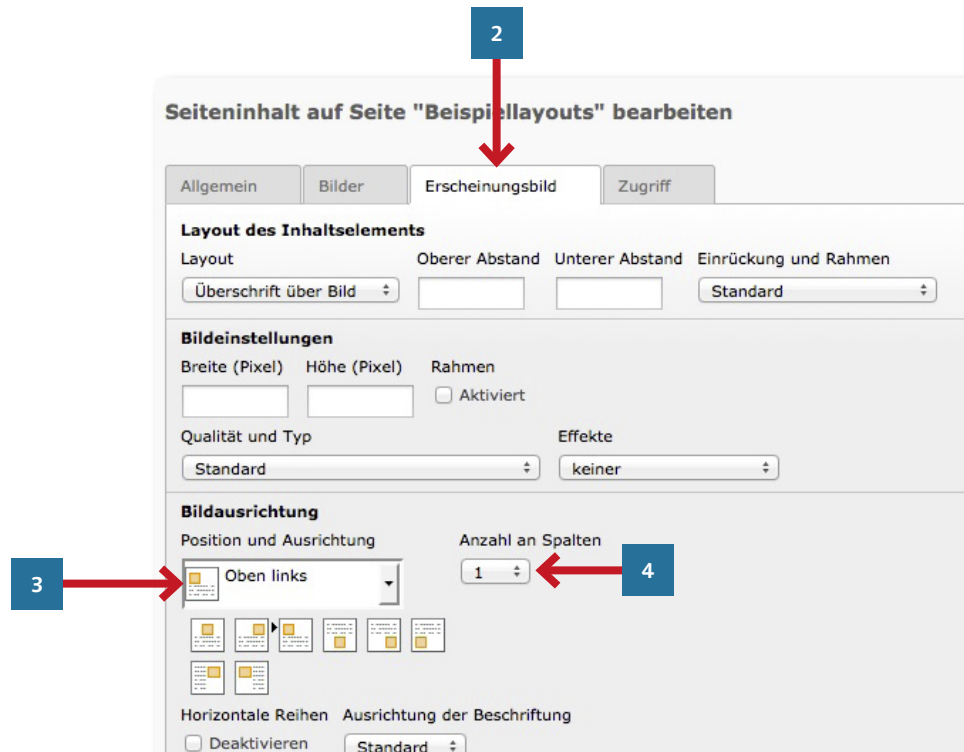 2
Seiteninhalt auf Seite "Beispiellayouts" bearbeiten
Allgemein Bilder Erscheinungsbild Zugriff
Layout des Inhaltselements
Layout Oberer Abstand Unterer Abstand Einrückung und Rahmen
Überschrift über Bild Standard
Bildeinstellungen
Breite (Pixel) Höhe (Pixel) Rahmen
Aktiviert
Qualität und Typ Effekte
Standard keiner
Bildausrichtung
Position und Ausrichtung Anzahl an Spalten
3 Oben links 1 4
Horizontale Reihen Ausrichtung der Beschriftung
Deaktivieren Standard